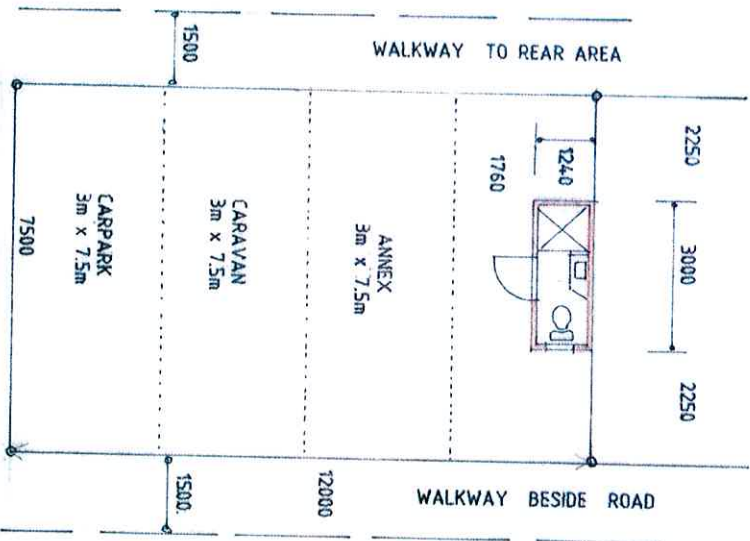 WALKWAY TO REAR AREA
1500
2250
1240
1760
3000
2250
ANNEX
3m x 7.5m
CARAVAN
3m x 7.5m
CARPARK
3m x 7.5m
7500
1500.
12000
WALKWAY BESIDE ROAD